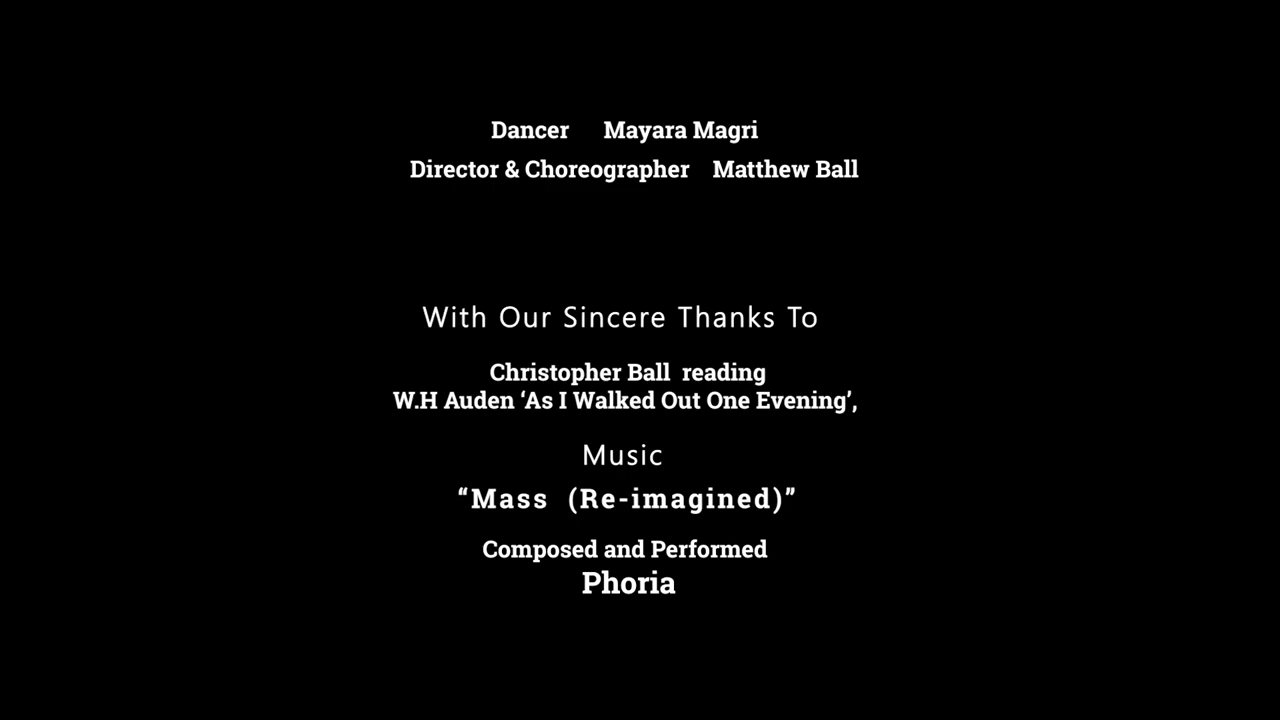 Dancer Mayara Magri
Director & Choreographer Matthew Ball
With Our Sincere Thanks To
Christopher Ball reading
W.H Auden ‘As I Walked Out One Evening’,
Music
“Mass (Re-imagined)”
Composed and Performed
Phoria